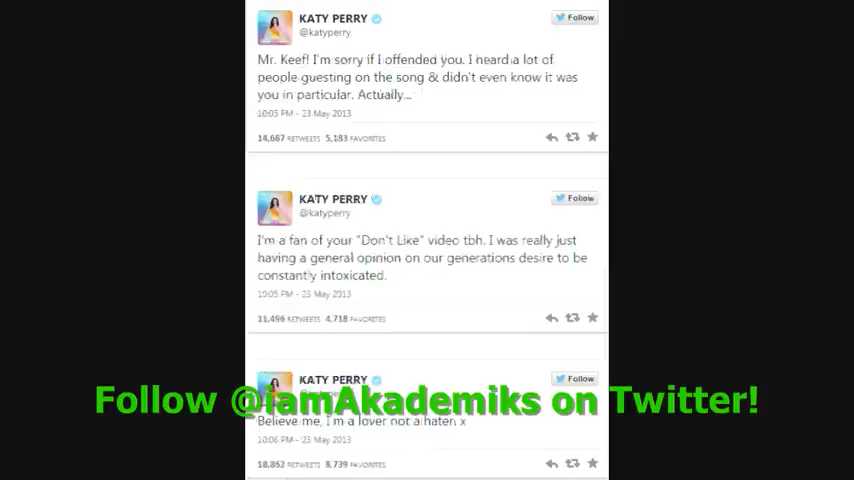 KATY PERRY
Follow
@katyperry
Mr. Keef! I'm sorry if I offended you. I heard a lot of
people guesting on the song & didn't even know it was
you in particular. Actually...
10:05 PM - 23 May 2013
14,687 RETWEETS 5,183 FAVORITES
KATY PERRY
Follow
@katyperry
I'm a fan of your "Don't Like" video tbh. I was really just
having a general opinion on our generations desire to be
constantly intoxicated.
10:05 PM - 23 May 2013
11,496 RETWEETS 4,718 FAVORITES
KATY PERRY
Follow
Follow @iamAkademiks on Twitter!
Believe me, I'm a lover not a hater! x
10:06 PM - 23 May 2013
18,862 RETWEETS 8,739 FAVORITES